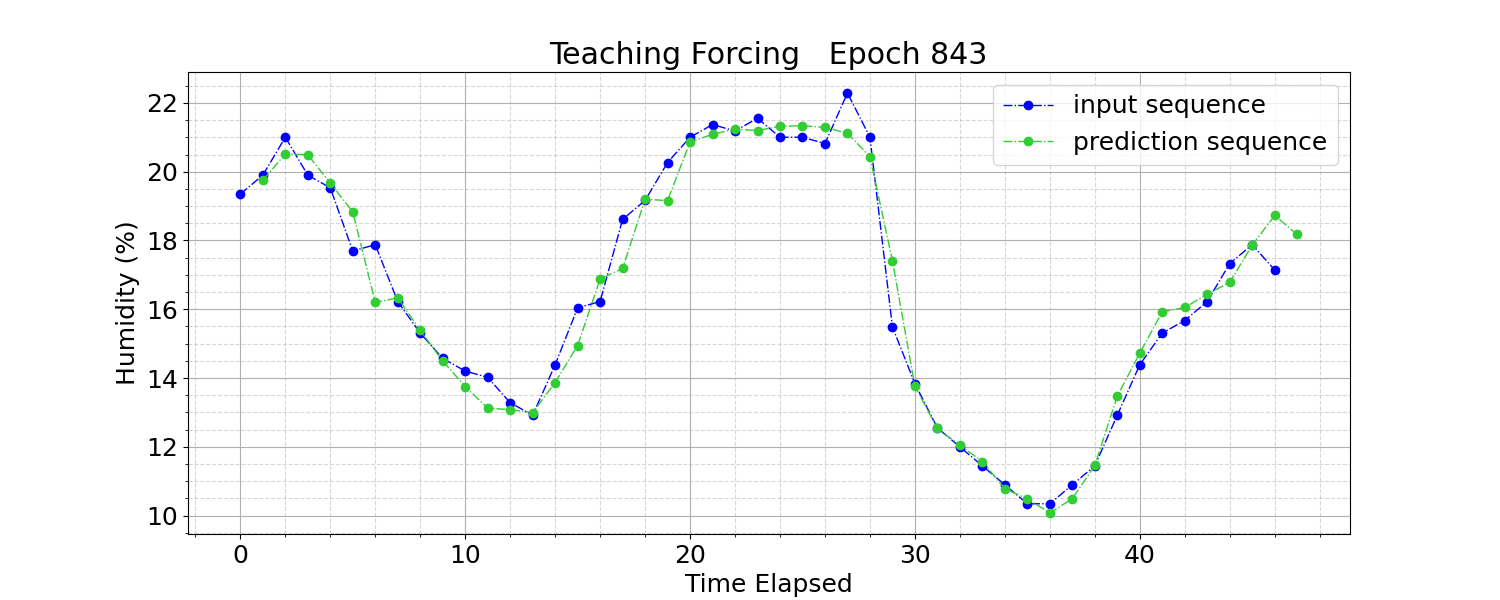 Teaching Forcing   Epoch 843
input sequence
prediction sequence
Humidity (%)
22
20
18
16
14
12
10
0 10 20 30 40
Time Elapsed